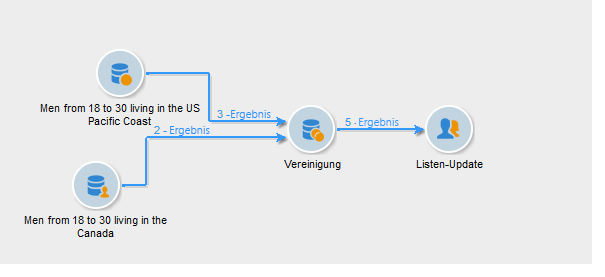 Men from 18 to 30 living in the US
Pacific Coast
3 -Ergebnis
2 - Ergebnis
Vereinigung
5 - Ergebnis
Listen-Update
Men from 18 to 30 living in the
Canada